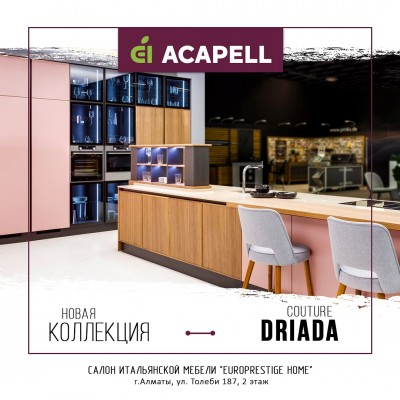 ACAPELL
НОВАЯ
КОЛЛЕКЦИЯ
COUTURE
DRIADA
САЛОН ИТАЛЬЯНСКОЙ МЕБЕЛИ "EUROPRESTIGE HOME"
г.Алматы, ул. Толеби 187, 2 этаж